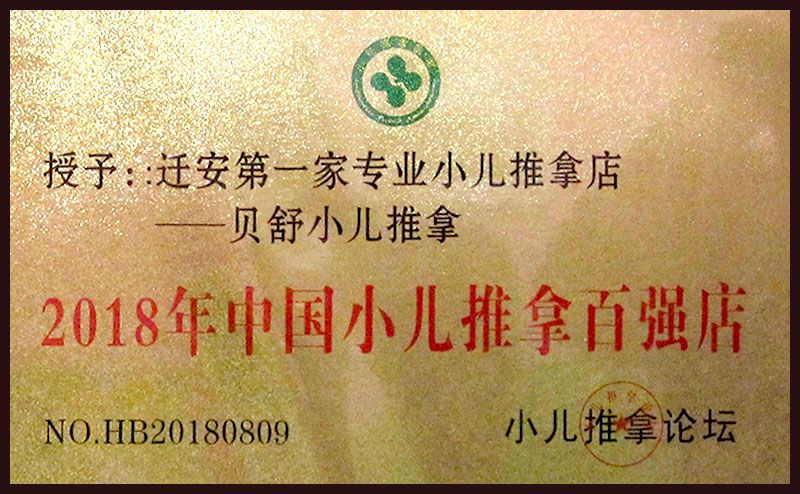 授予::迁安第一家专业小儿推拿店
——贝舒小儿推拿
2018年中国小儿推拿百强店
NO.HB20180809
小儿推拿论坛